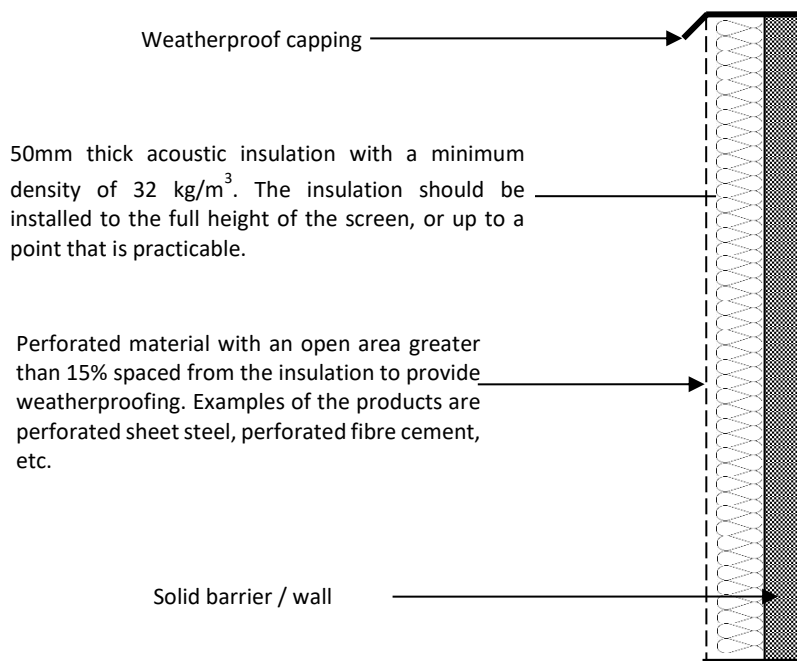 Weatherproof capping
50mm thick acoustic insulation with a minimum
density of 32 kg/m³. The insulation should be
installed to the full height of the screen, or up to a
point that is practicable.
Perforated material with an open area greater
than 15% spaced from the insulation to provide
weatherproofing. Examples of the products are
perforated sheet steel, perforated fibre cement,
etc.
Solid barrier / wall